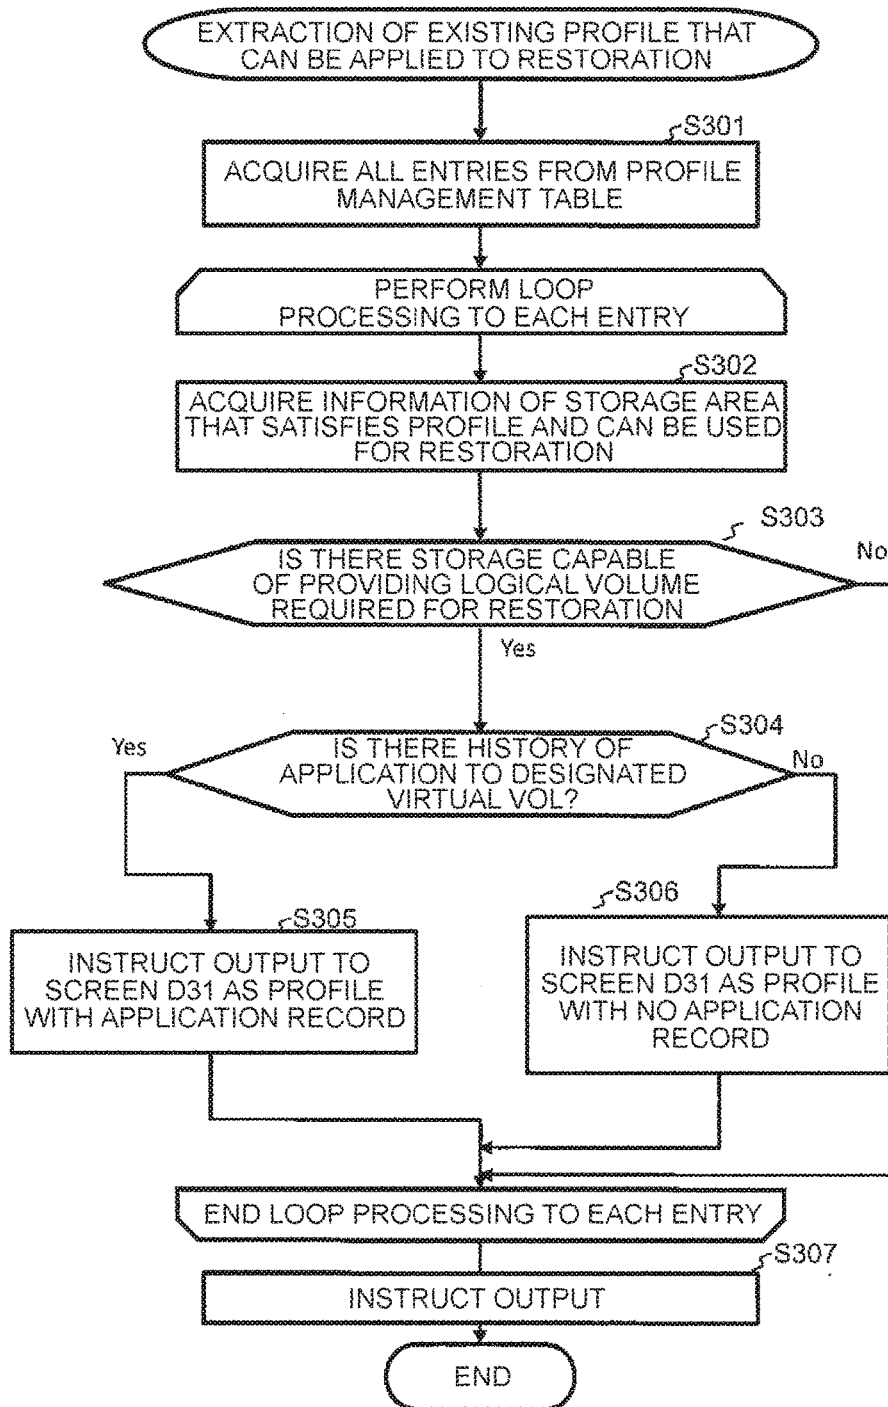 EXTRACTION OF EXISTING PROFILE THAT
CAN BE APPLIED TO RESTORATION
S301
ACQUIRE ALL ENTRIES FROM PROFILE
MANAGEMENT TABLE
PERFORM LOOP
PROCESSING TO EACH ENTRY
S302
ACQUIRE INFORMATION OF STORAGE AREA
THAT SATISFIES PROFILE AND CAN BE USED
FOR RESTORATION
S303
IS THERE STORAGE CAPABLE
OF PROVIDING LOGICAL VOLUME
REQUIRED FOR RESTORATION
No
Yes
S304
IS THERE HISTORY OF
APPLICATION TO DESIGNATED
VIRTUAL VOL?
Yes
No
S305
INSTRUCT OUTPUT TO
SCREEN D31 AS PROFILE
WITH APPLICATION RECORD
S306
INSTRUCT OUTPUT TO
SCREEN D31 AS PROFILE
WITH NO APPLICATION
RECORD
END LOOP PROCESSING TO EACH ENTRY
S307
INSTRUCT OUTPUT
END